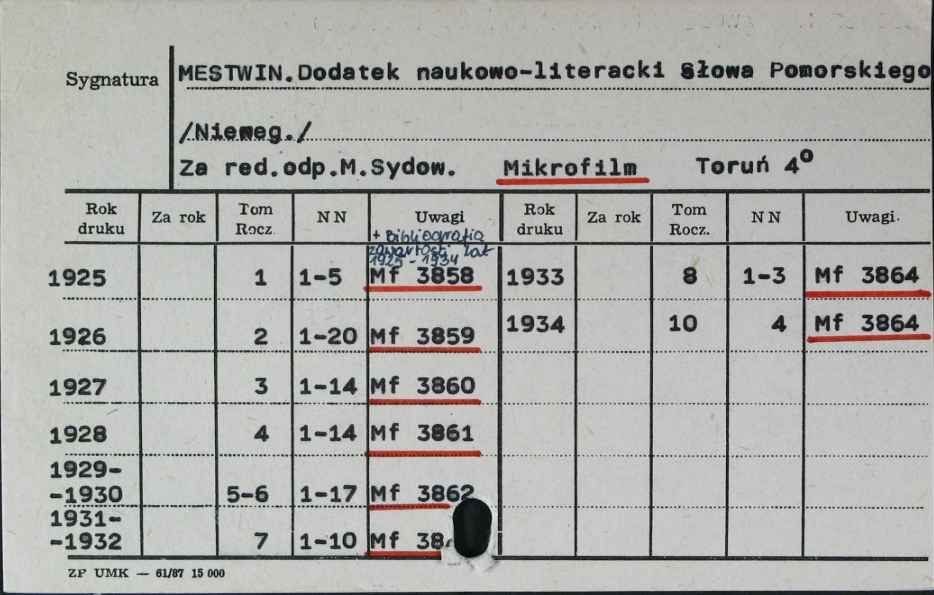 Sygnatura MESTWIN.Dodatek naukowo-literacki Słowa Pomorskiego
/Niemeg./
Za red.odp.M.Sydow. Mikrofilm Toruń 4º
Rok druku Za rok Tom Rocz. N N Uwagi Rok druku Za rok Tom Rocz. N N Uwagi
+ Bibliografia
zawartości lat
1925 - 1934
1925 1 1-5 Mf 3858 1933 8 1-3 Mf 3864
1926 2 1-20 Mf 3859 1934 10 4 Mf 3864
1927 3 1-14 Mf 3860
1928 4 1-14 Mf 3861
1929-
-1930 5-6 1-17 Mf 3862
1931-
-1932 7 1-10 Mf
ZP UMK — 61/87 15 000